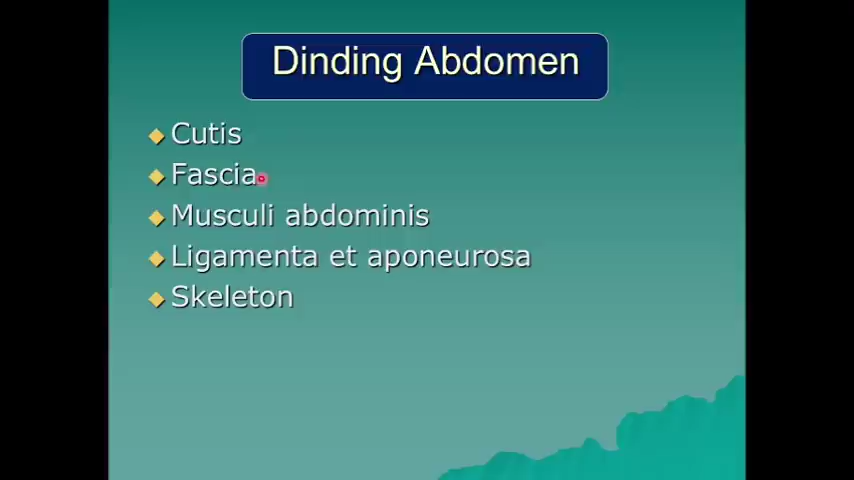 Dinding Abdomen
Cutis
Fascia
Musculi abdominis
Ligamenta et aponeurosa
Skeleton